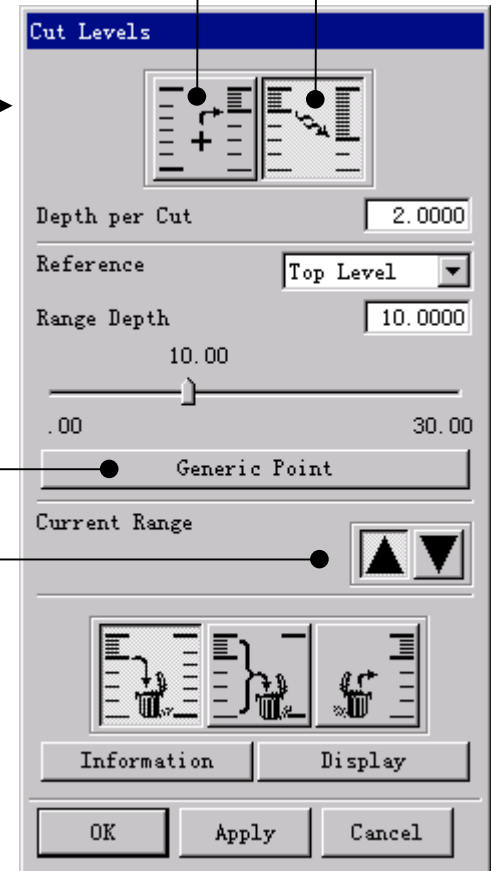 Cut Levels
Depth per Cut 2.0000
Reference Top Level
Range Depth 10.0000
10.00
.00 30.00
Generic Point
Current Range
Information Display
OK Apply Cancel